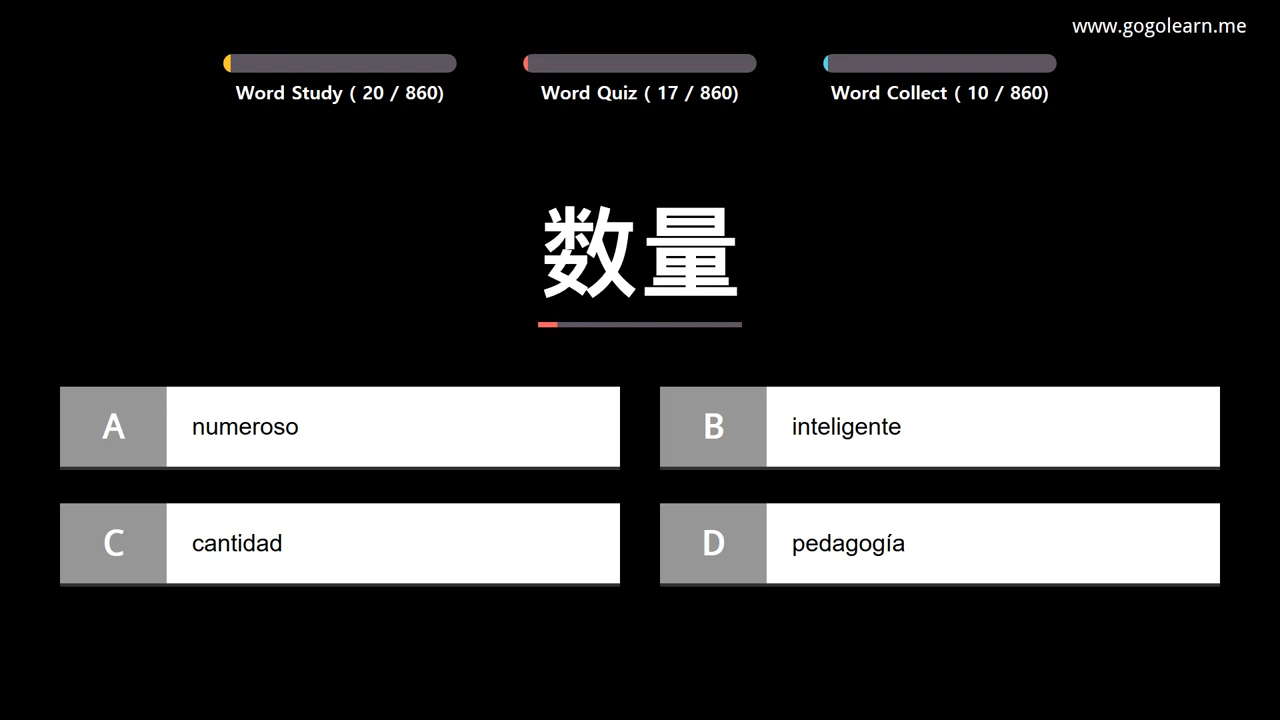 www.gogolearn.me
Word Study ( 20 / 860)
Word Quiz ( 17 / 860)
Word Collect ( 10 / 860)
数量
A numeroso
B inteligente
C cantidad
D pedagogía